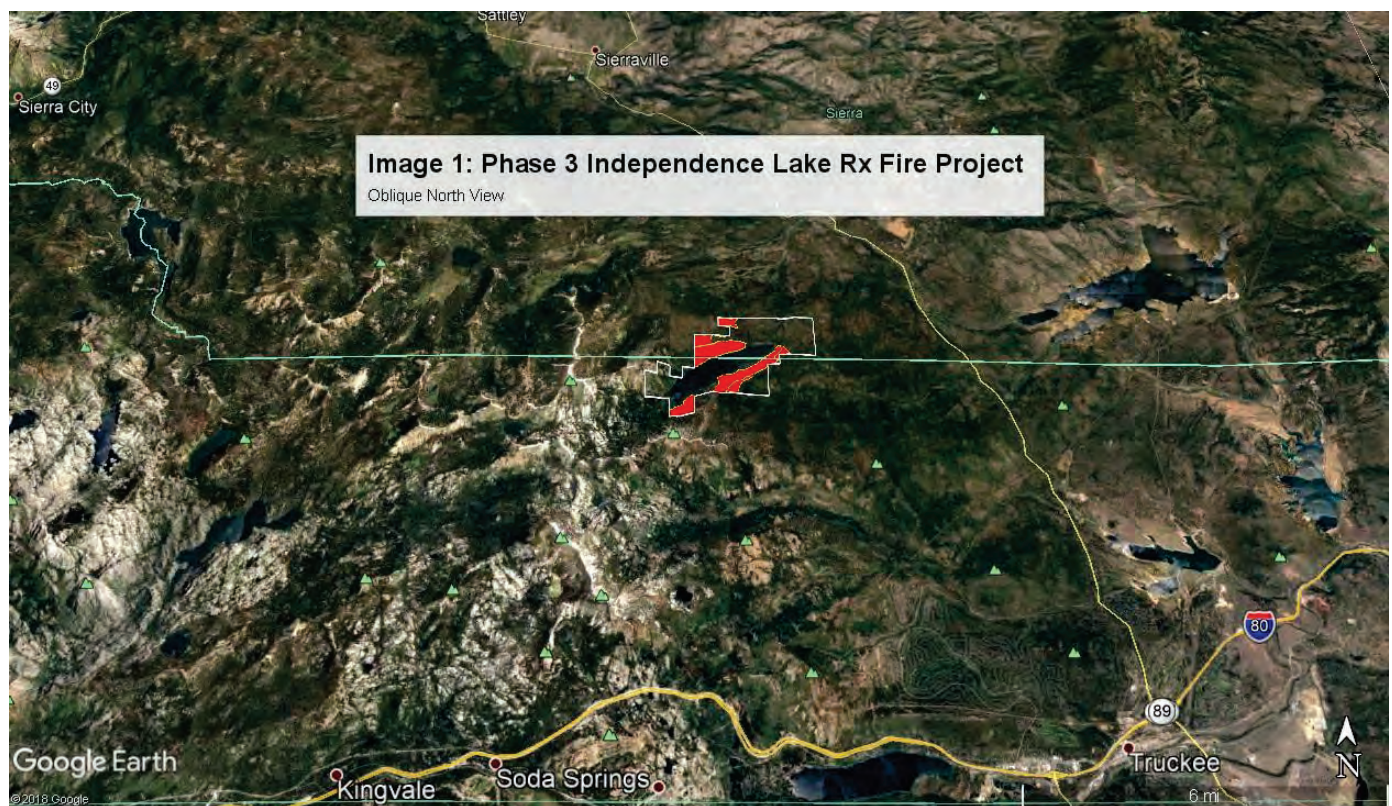 Sattley
Sierraville
49
Sierra City
Sierra
Image 1: Phase 3 Independence Lake Rx Fire Project
Oblique North View
80
89
Truckee
N
Google Earth
Soda Springs
Kingvale
6 mi
©2018 Google